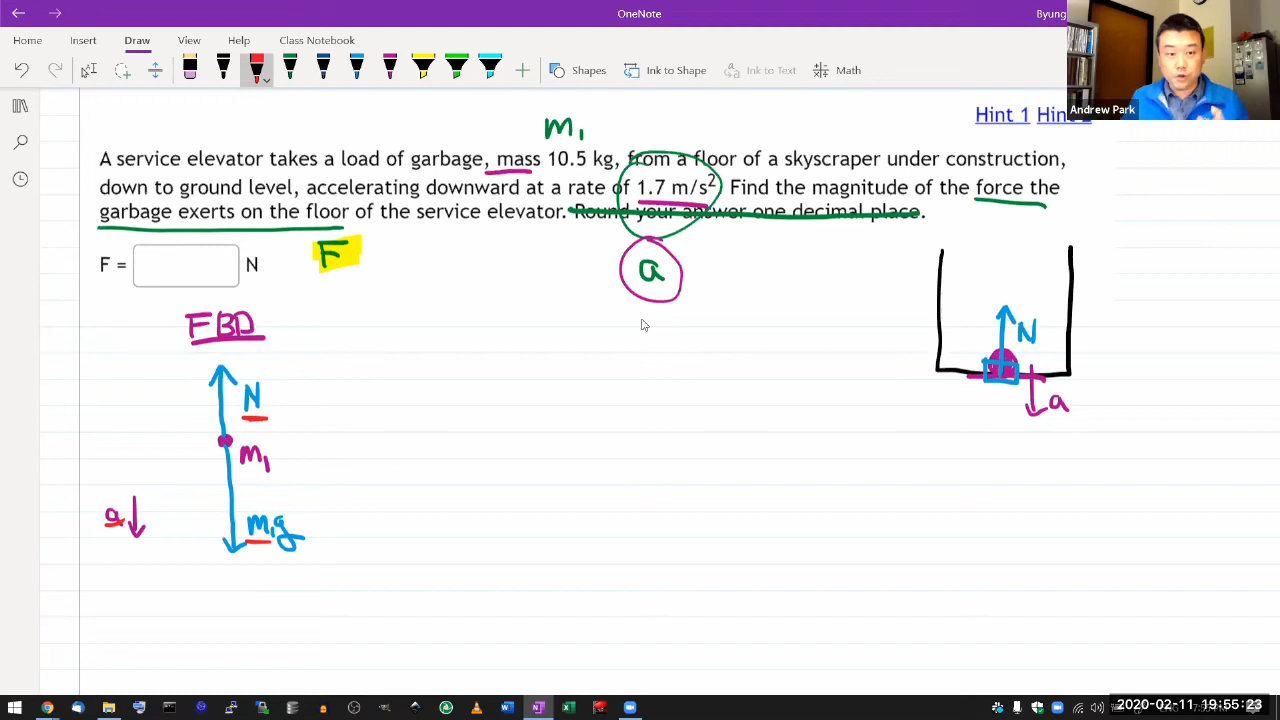 OneNote
Byung
Home Insert Draw View Help Class Notebook
Shapes Ink to Shape Ink to Text Math
Andrew Park
Hint 1 Hint
m₁
A service elevator takes a load of garbage, mass 10.5 kg, from a floor of a skyscraper under construction,
down to ground level, accelerating downward at a rate of 1.7 m/s² Find the magnitude of the force the
garbage exerts on the floor of the service elevator. Round your answer one decimal place.
F = N
F
a
FBD
N
m₁
a
m₁g
N
a
2020-02-11 19:55:23